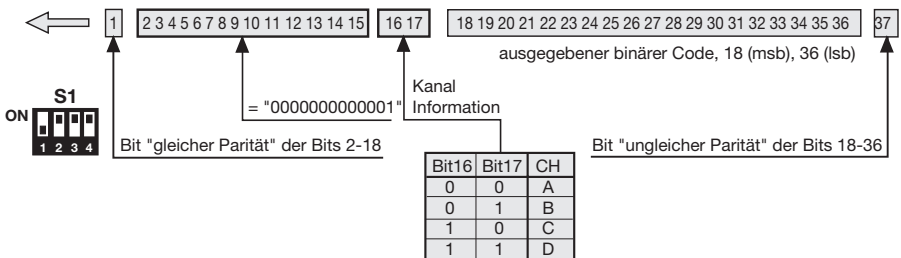 1 2 3 4 5 6 7 8 9 10 11 12 13 14 15 16 17 18 19 20 21 22 23 24 25 26 27 28 29 30 31 32 33 34 35 36 37
ausgegebener binärer Code, 18 (msb), 36 (lsb)
Kanal
= "0000000000001" Information
S1
ON
1 2 3 4
Bit "gleicher Parität" der Bits 2-18
Bit "ungleicher Parität" der Bits 18-36
Bit16 Bit17 CH
0 0 A
0 1 B
1 0 C
1 1 D